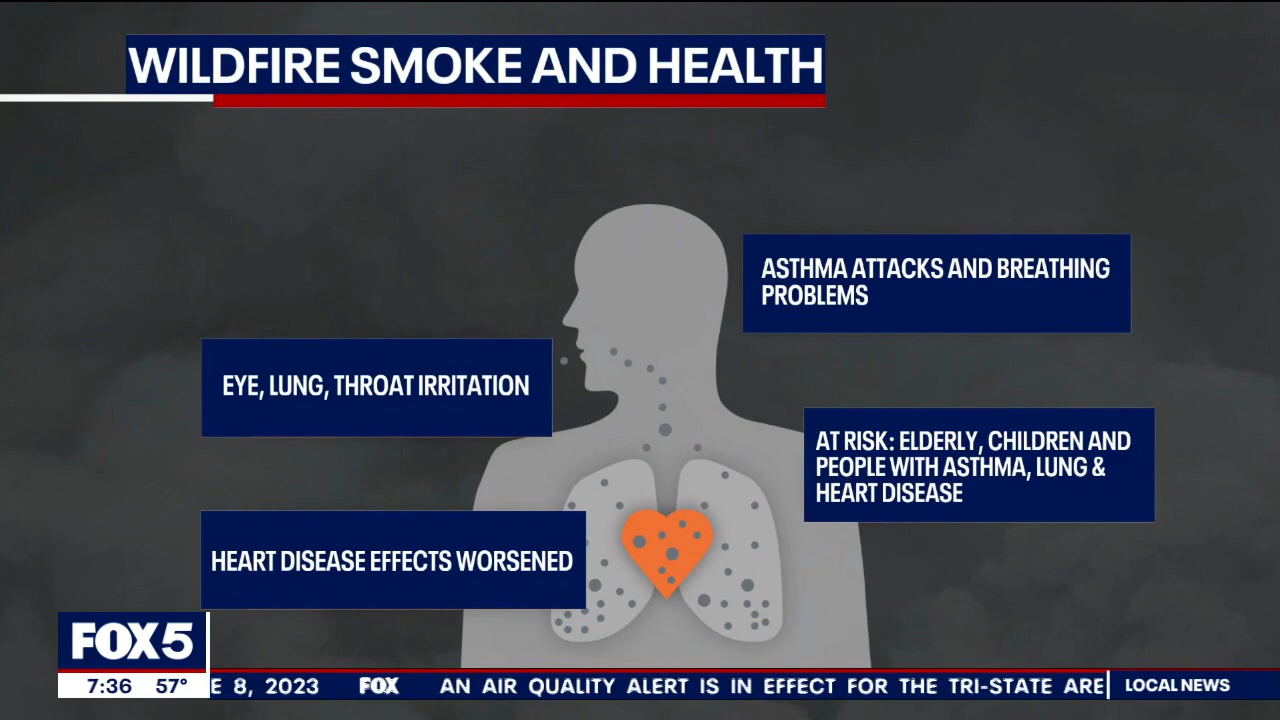 WILDFIRE SMOKE AND HEALTH
ASTHMA ATTACKS AND BREATHING
PROBLEMS
EYE, LUNG, THROAT IRRITATION
AT RISK: ELDERLY, CHILDREN AND
PEOPLE WITH ASTHMA, LUNG &
HEART DISEASE
HEART DISEASE EFFECTS WORSENED
FOX5
7:36 57°
E 8, 2023 FOX AN AIR QUALITY ALERT IS IN EFFECT FOR THE TRI-STATE ARE
LOCAL NEWS